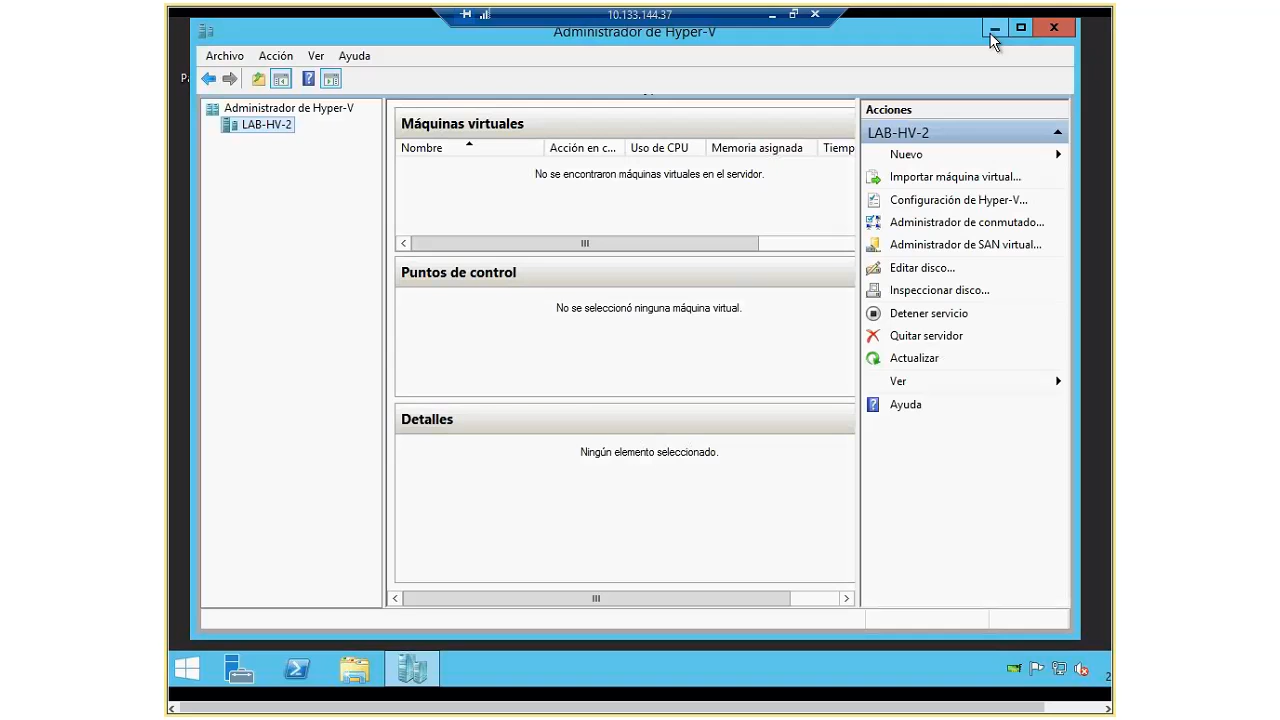 10.133.144.37
Administrador de Hyper-V
Archivo Acción Ver Ayuda
Administrador de Hyper-V
LAB-HV-2
Máquinas virtuales
Nombre Acción en c... Uso de CPU Memoria asignada Tiemp
No se encontraron máquinas virtuales en el servidor.
Puntos de control
No se seleccionó ninguna máquina virtual.
Detalles
Ningún elemento seleccionado.
Acciones
LAB-HV-2
Nuevo
Importar máquina virtual...
Configuración de Hyper-V...
Administrador de conmutado...
Administrador de SAN virtual...
Editar disco...
Inspeccionar disco...
Detener servicio
Quitar servidor
Actualizar
Ver
Ayuda